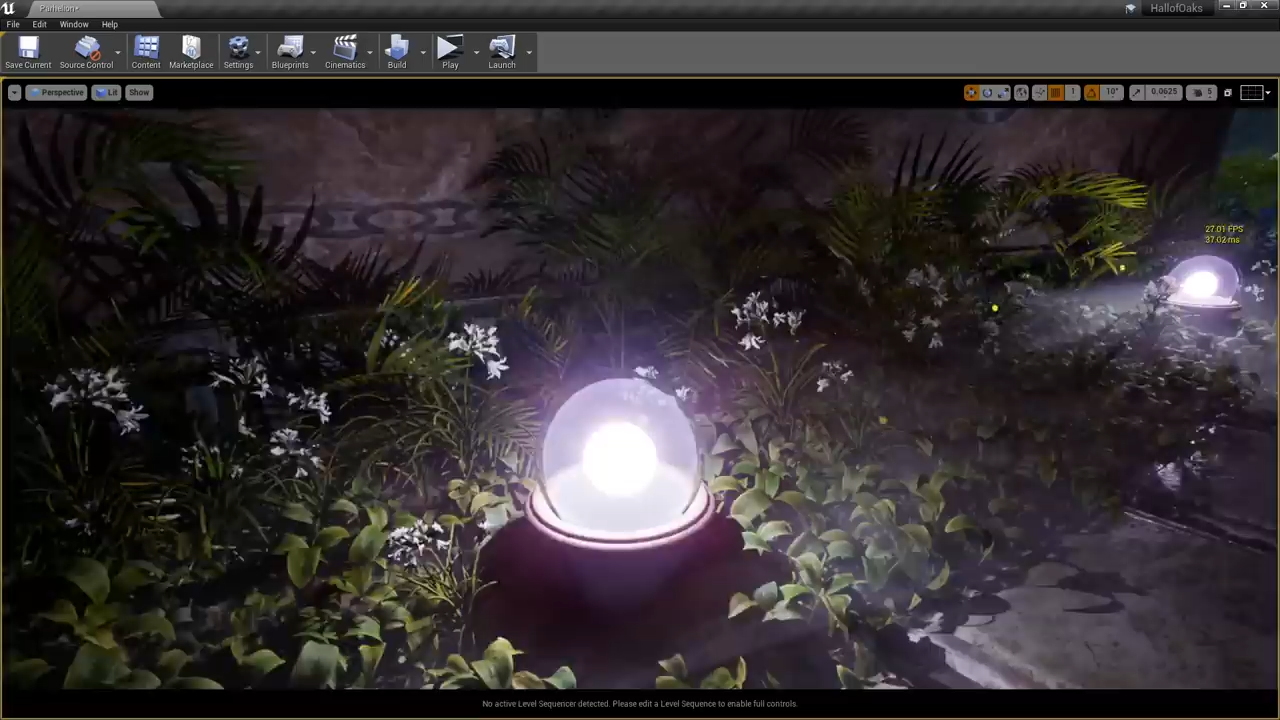 Parhelion*
HallofOaks
File Edit Window Help
Save Current Source Control Content Marketplace Settings Blueprints Cinematics Build Play Launch
Perspective Lit Show
1 10° 0.0625 5
27.01 FPS
37.02 ms
No active Level Sequencer detected. Please edit a Level Sequence to enable full controls.